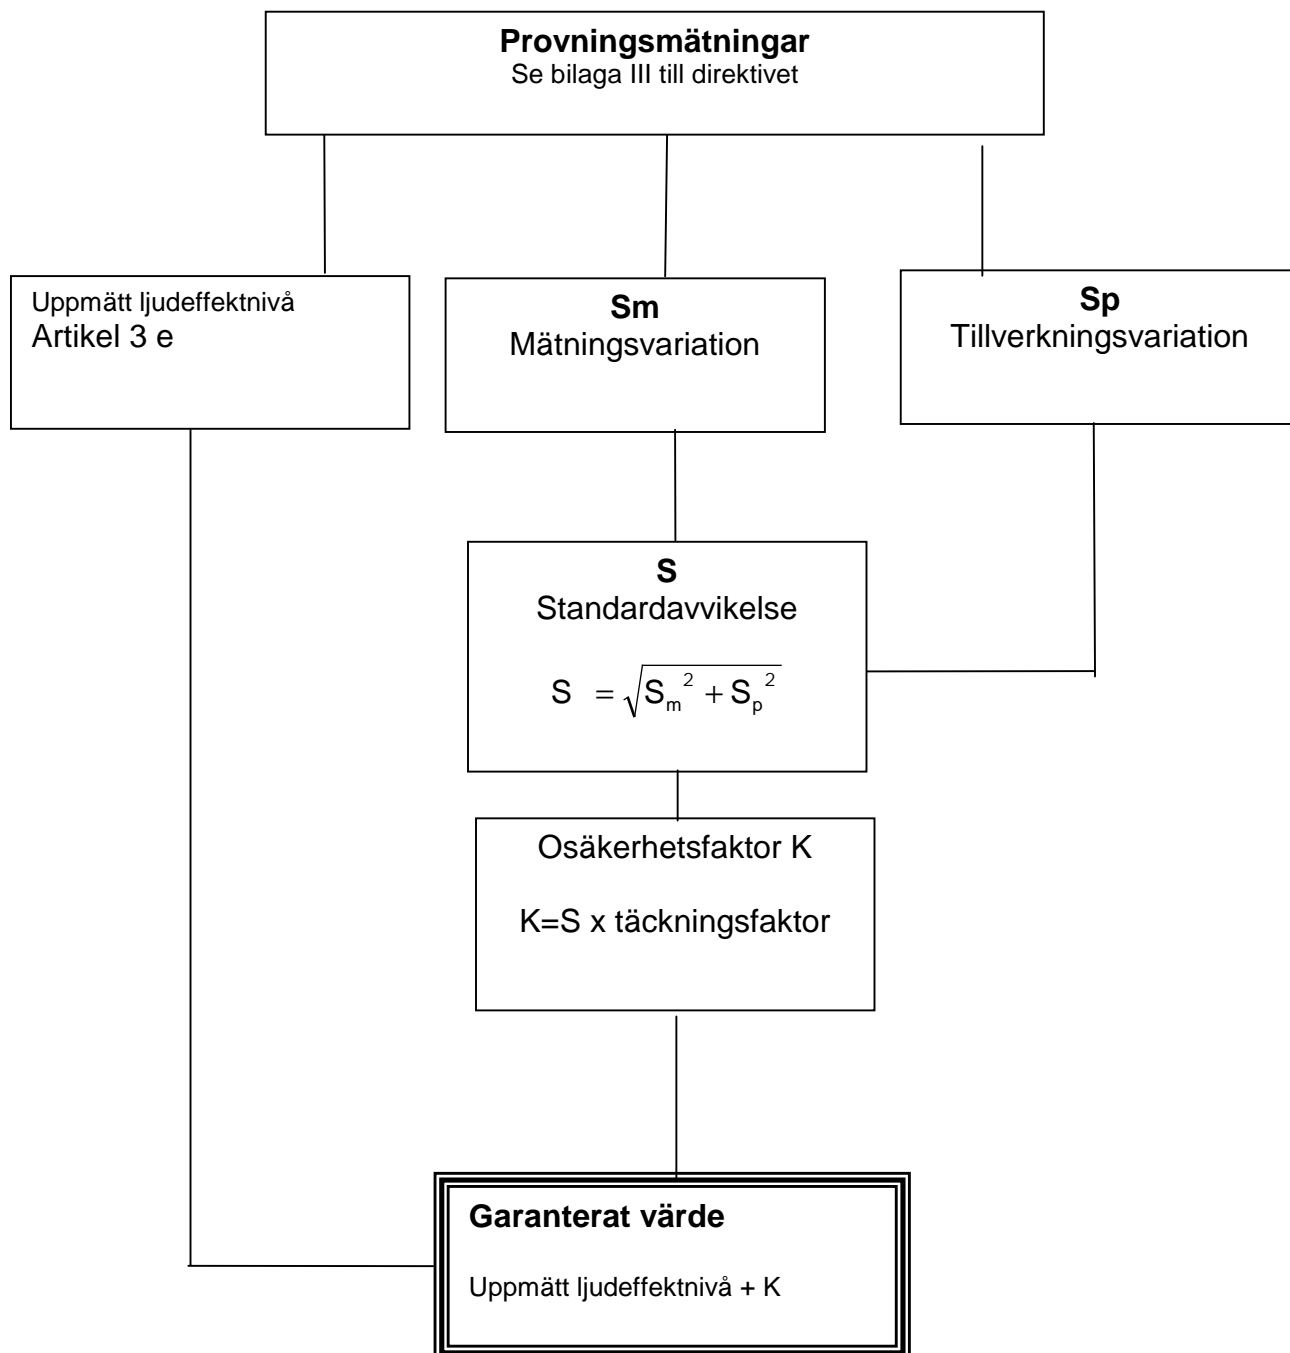 Provningsmätningar
Se bilaga III till direktivet
Uppmätt ljudeffektnivå
Artikel 3 e
Sm
Mätningsvariation
Sp
Tillverkningsvariation
S
Standardavvikelse
S = √(Sₘ² + Sₚ²)
Osäkerhetsfaktor K
K=S x täckningsfaktor
Garanterat värde
Uppmätt ljudeffektnivå + K